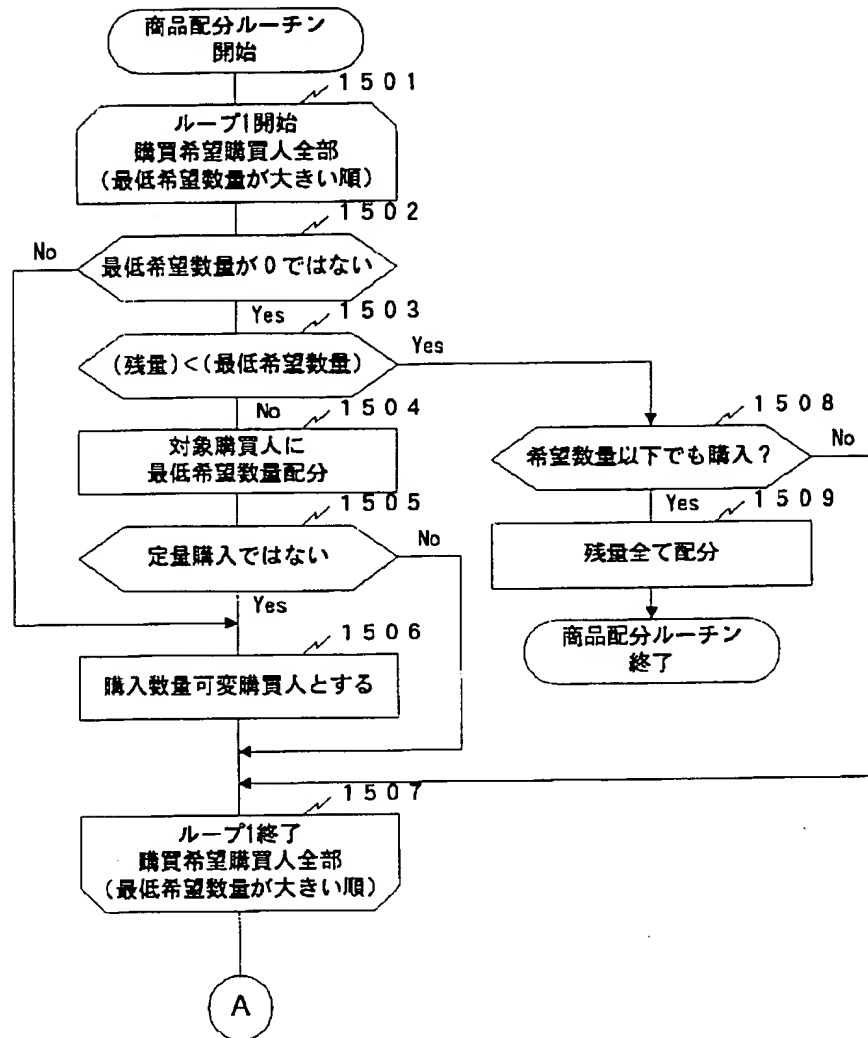 商品配分ルーチン
開始
1501
ループ1開始
購買希望購買人全部
(最低希望数量が大きい順)
1502
No
最低希望数量が0ではない
Yes
1503
(残量)<(最低希望数量)
Yes
No
1504
対象購買人に
最低希望数量配分
1505
定量購入ではない
No
Yes
1506
購入数量可変購買人とする
1507
ループ1終了
購買希望購買人全部
(最低希望数量が大きい順)
A
1508
希望数量以下でも購入?
No
Yes
1509
残量全て配分
商品配分ルーチン
終了